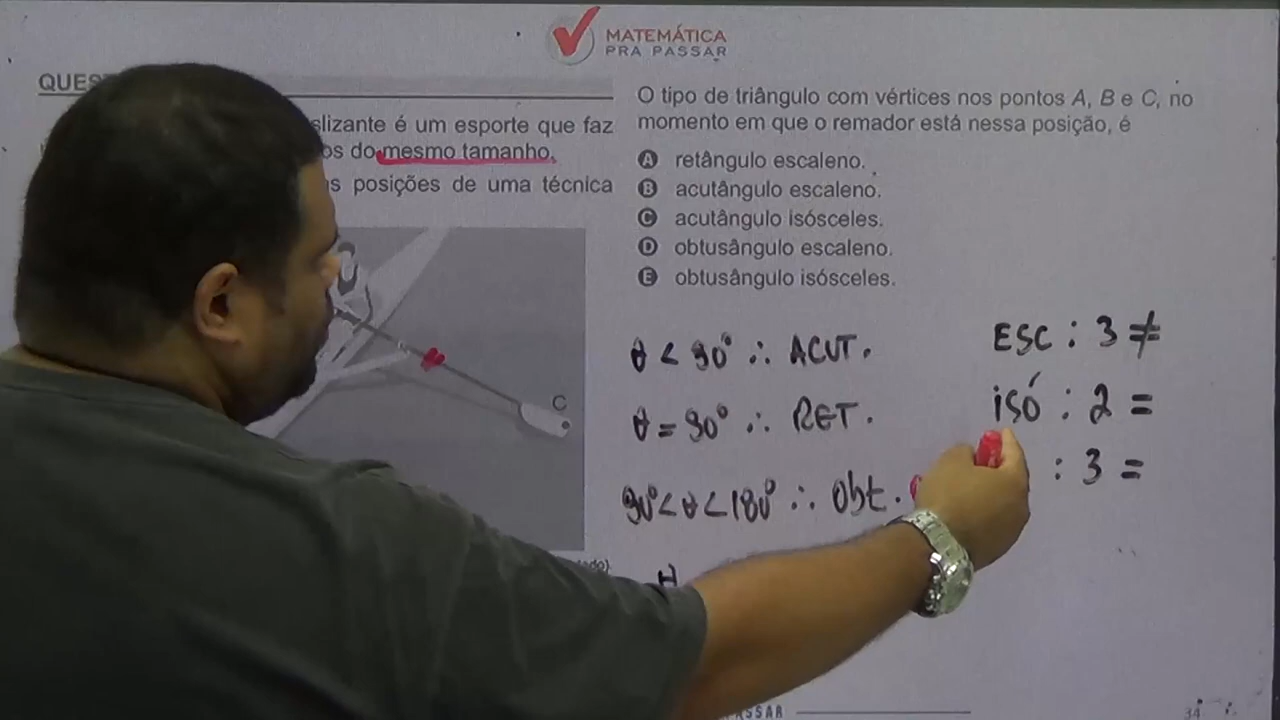 MATEMÁTICA
PRA PASSAR
QUES
slizante é um esporte que faz
os do mesmo tamanho.
s posições de uma técnica
C
O tipo de triângulo com vértices nos pontos A, B e C, no
momento em que o remador está nessa posição, é
A retângulo escaleno.
B acutângulo escaleno.
C acutângulo isósceles.
D obtusângulo escaleno.
E obtusângulo isósceles.
θ < 90° ∴ ACUT.
θ = 90° ∴ RET.
90° < θ < 180° ∴ Obt.
ESC : 3 ≠
isó : 2 =
: 3 =